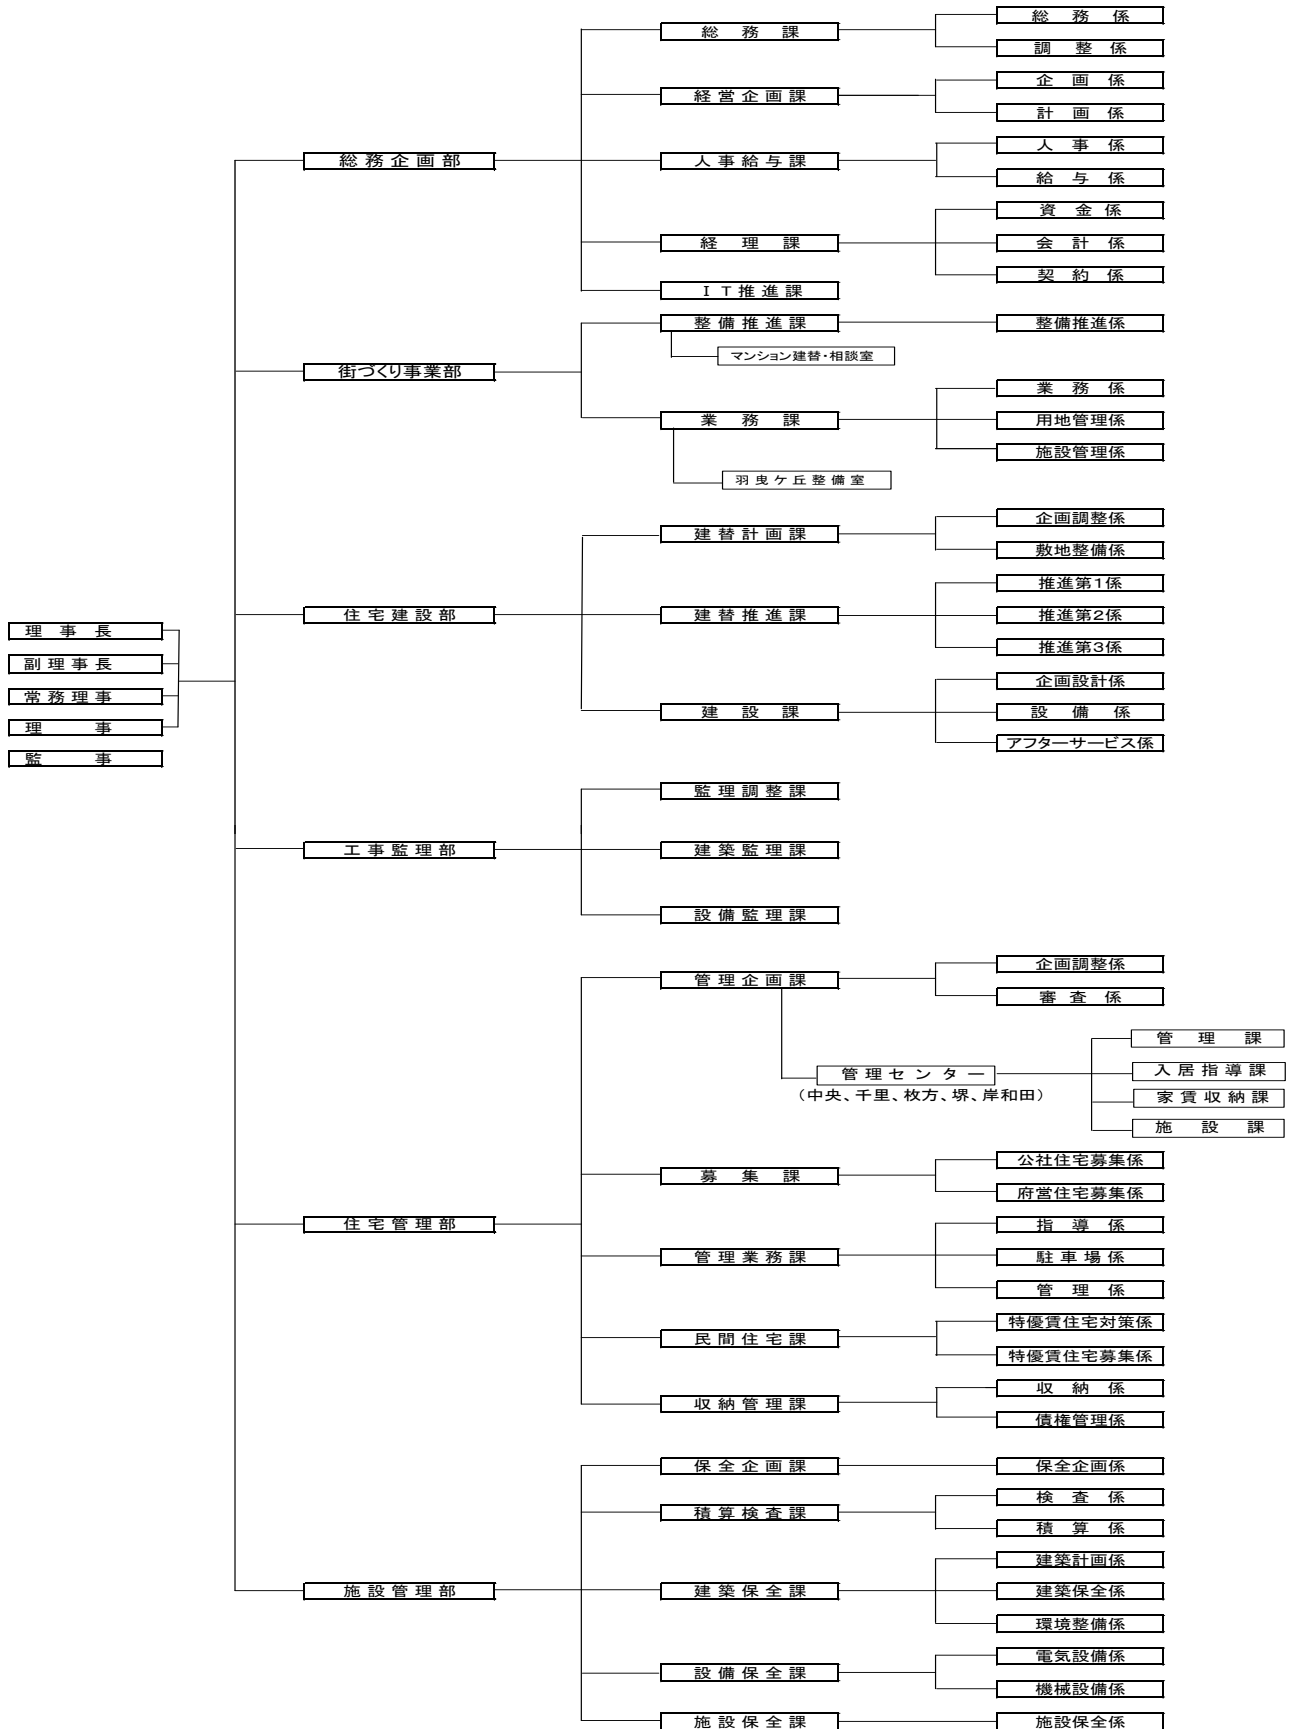 理事長
副理事長
常務理事
理事
監事
総務企画部
総務課
総務係
調整係
経営企画課
企画係
計画係
人事給与課
人事係
給与係
経理課
資金係
会計係
契約係
ＩＴ推進課
街づくり事業部
整備推進課
整備推進係
マンション建替・相談室
業務課
業務係
用地管理係
施設管理係
羽曳ケ丘整備室
住宅建設部
建替計画課
企画調整係
敷地整備係
建替推進課
推進第1係
推進第2係
推進第3係
建設課
企画設計係
設備係
アフターサービス係
工事監理部
監理調整課
建築監理課
設備監理課
住宅管理部
管理企画課
企画調整係
審査係
管理センター
（中央、千里、枚方、堺、岸和田）
管理課
入居指導課
家賃収納課
施設課
募集課
公社住宅募集係
府営住宅募集係
管理業務課
指導係
駐車場係
管理係
民間住宅課
特優賃住宅対策係
特優賃住宅募集係
収納管理課
収納係
債権管理係
施設管理部
保全企画課
保全企画係
積算検査課
検査係
積算係
建築保全課
建築計画係
建築保全係
環境整備係
設備保全課
電気設備係
機械設備係
施設保全課
施設保全係